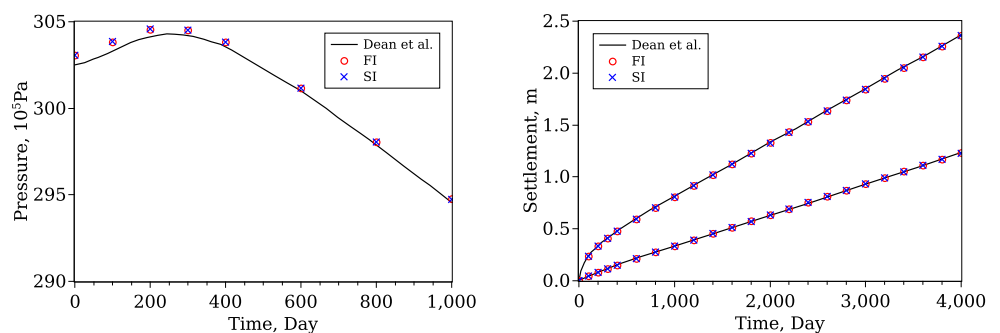 305
300
295
290
Pressure, 10⁵Pa
Dean et al.
FI
SI
0 200 400 600 800 1,000
Time, Day
2.5
2.0
1.5
1.0
0.5
0.0
Settlement, m
Dean et al.
FI
SI
0 1,000 2,000 3,000 4,000
Time, Day